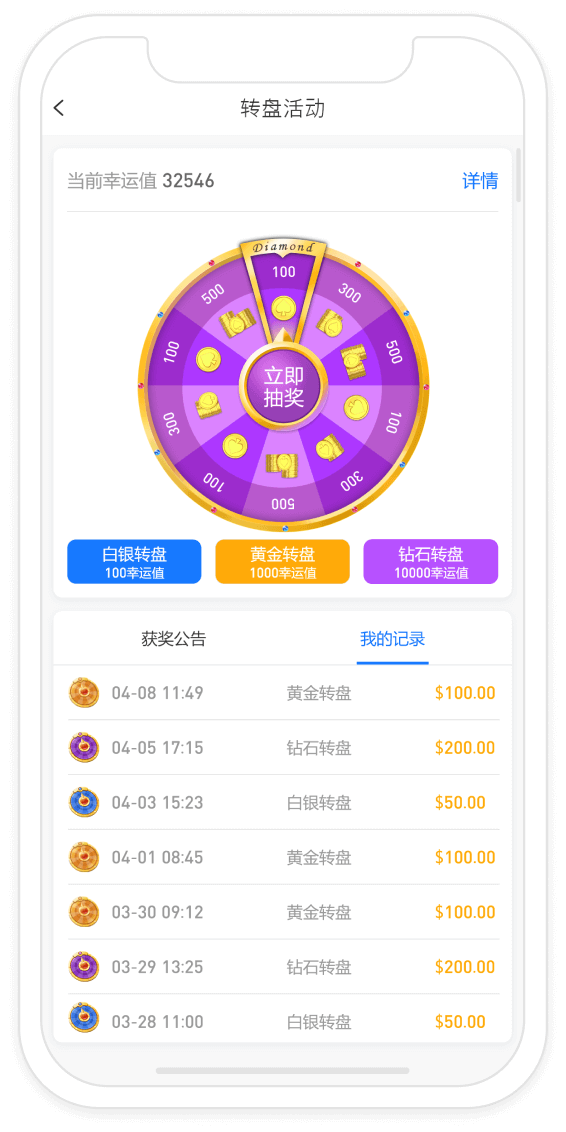 转盘活动
当前幸运值 32546
详情
Diamond
100
300
500
100
300
500
100
300
100
500
立即
抽奖
白银转盘
100幸运值
黄金转盘
1000幸运值
钻石转盘
10000幸运值
获奖公告
我的记录
04-08 11:49 黄金转盘 $100.00
04-05 17:15 钻石转盘 $200.00
04-03 15:23 白银转盘 $50.00
04-01 08:45 黄金转盘 $100.00
03-30 09:12 黄金转盘 $100.00
03-29 13:25 钻石转盘 $200.00
03-28 11:00 白银转盘 $50.00